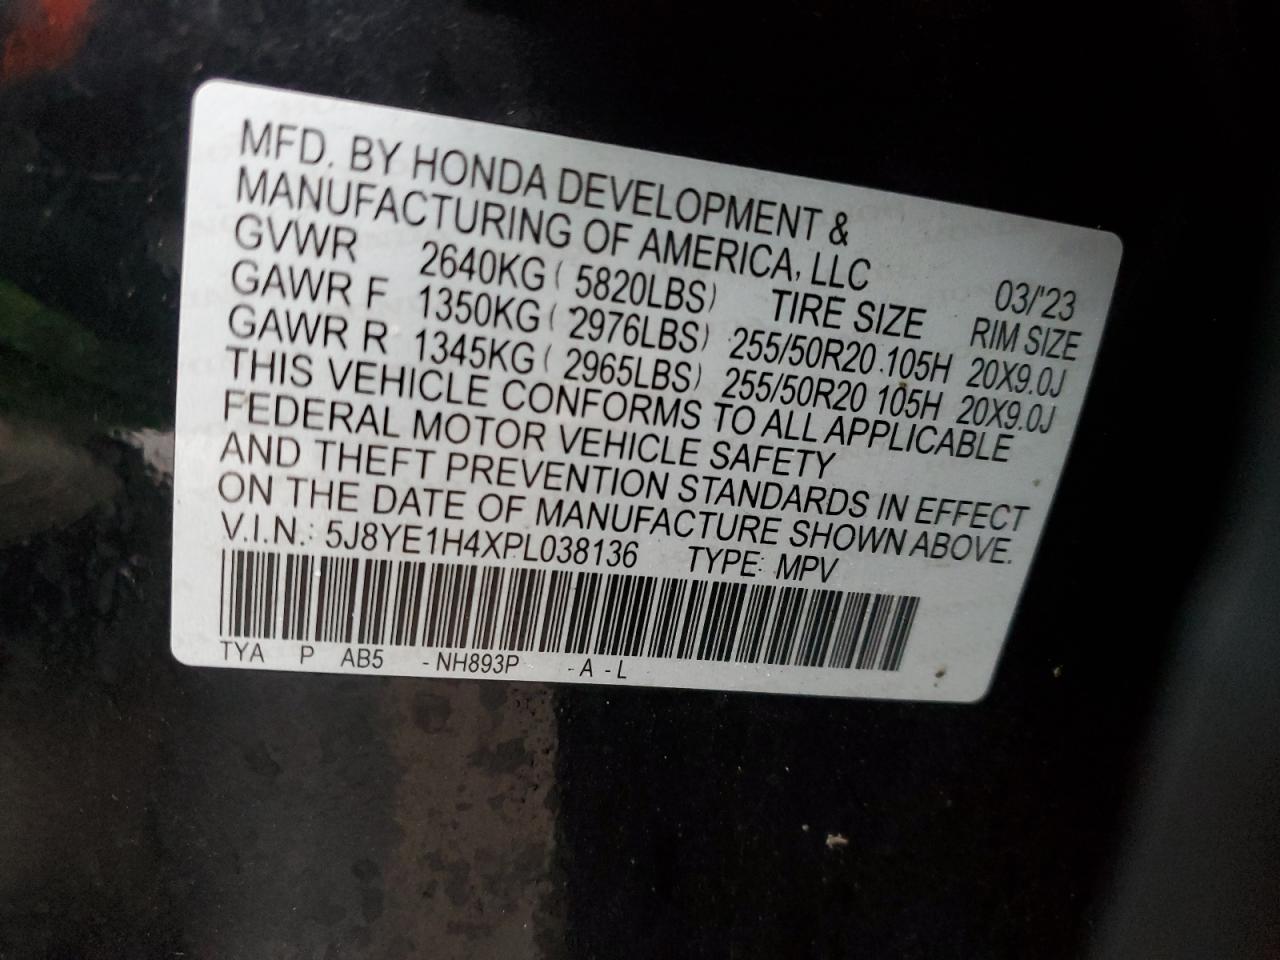 MFD. BY HONDA DEVELOPMENT &
MANUFACTURING OF AMERICA, LLC 03/'23
GVWR 2640KG ( 5820LBS) TIRE SIZE RIM SIZE
GAWR F 1350KG ( 2976LBS) 255/50R20 105H 20X9.0J
GAWR R 1345KG ( 2965LBS) 255/50R20 105H 20X9.0J
THIS VEHICLE CONFORMS TO ALL APPLICABLE
FEDERAL MOTOR VEHICLE SAFETY
AND THEFT PREVENTION STANDARDS IN EFFECT
ON THE DATE OF MANUFACTURE SHOWN ABOVE.
V.I.N.: 5J8YE1H4XPL038136 TYPE: MPV
TYA P AB5 - NH893P - A - L